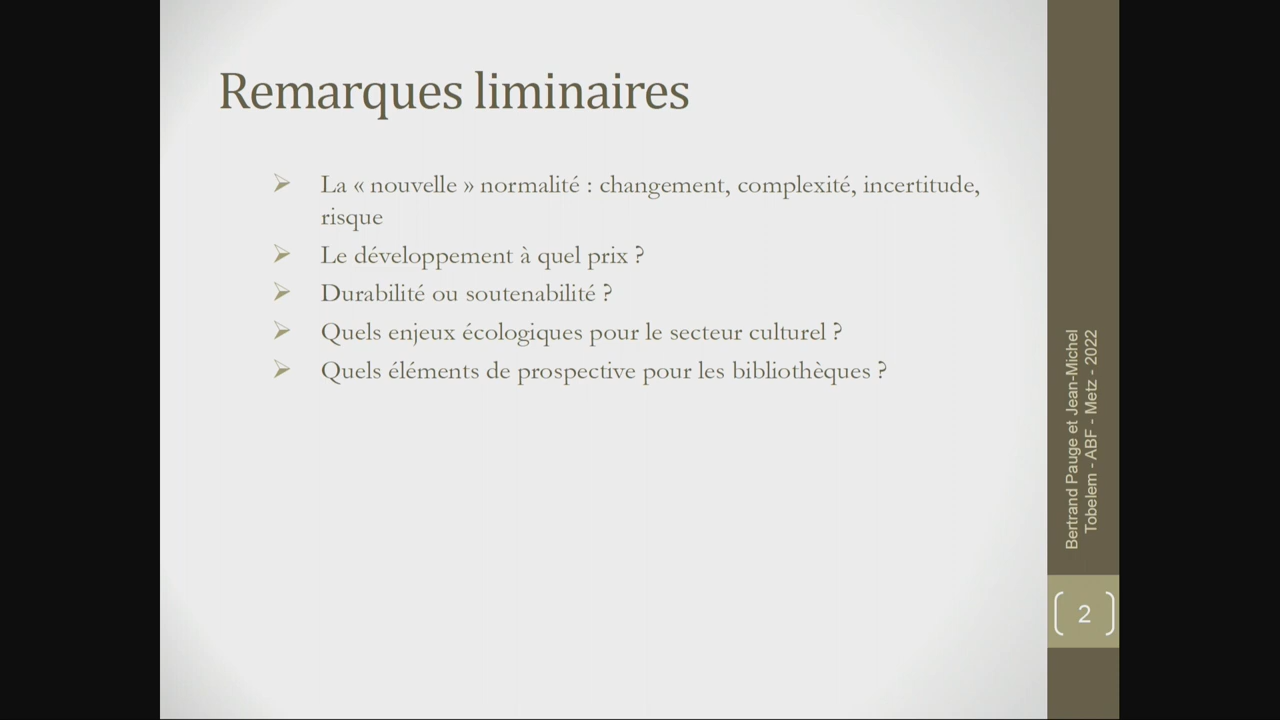 Remarques liminaires
La « nouvelle » normalité : changement, complexité, incertitude,
risque
Le développement à quel prix ?
Durabilité ou soutenabilité ?
Quels enjeux écologiques pour le secteur culturel ?
Quels éléments de prospective pour les bibliothèques ?
Bertrand Pauge et Jean-Michel
Tobelem - ABF - Metz - 2022
2